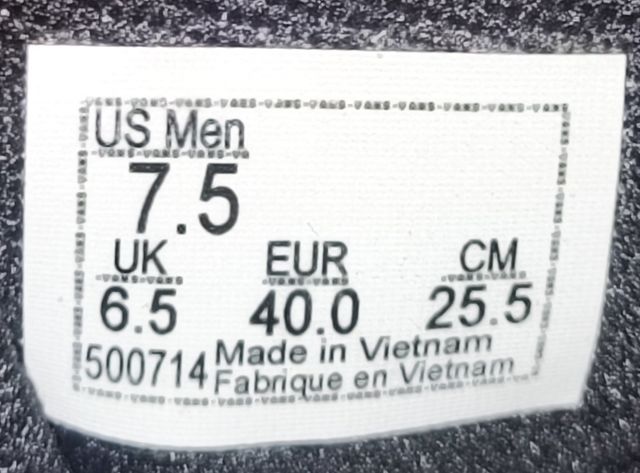 US Men
7.5
UK EUR CM
6.5 40.0 25.5
500714 Made in Vietnam
Fabrique en Vietnam